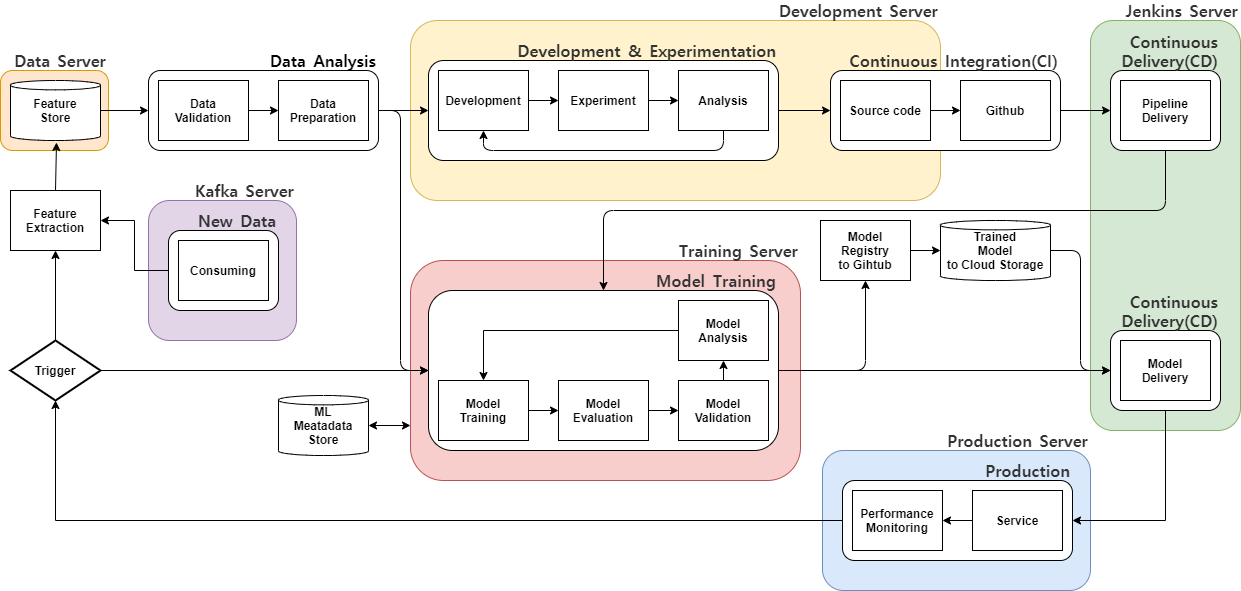 Development Server
Jenkins Server
Data Server
Data Analysis
Development & Experimentation
Continuous Integration(CI)
Continuous
Delivery(CD)
Feature
Store
Data
Validation
Data
Preparation
Development
Experiment
Analysis
Source code
Github
Pipeline
Delivery
Feature
Extraction
Kafka Server
New Data
Consuming
Training Server
Model Training
Model
Registry
to Gihtub
Trained
Model
to Cloud Storage
Model
Analysis
Continuous
Delivery(CD)
Trigger
Model
Delivery
Model
Training
Model
Evaluation
Model
Validation
ML
Meatadata
Store
Production Server
Production
Performance
Monitoring
Service